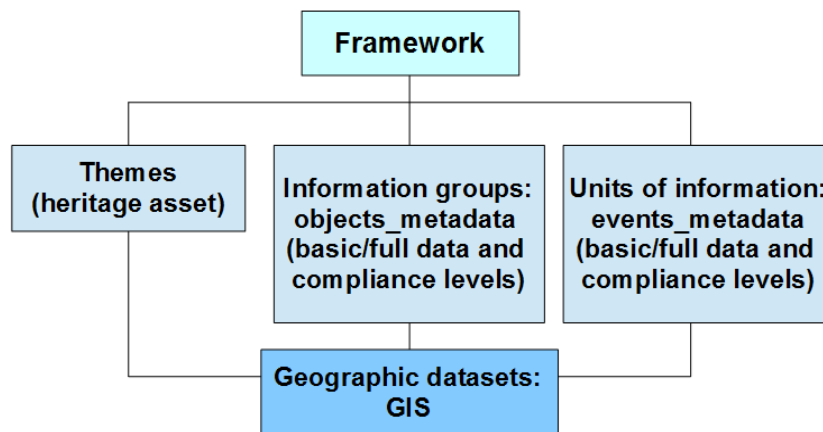 Framework
Themes
(heritage asset)
Information groups:
objects_metadata
(basic/full data and
compliance levels)
Units of information:
events_metadata
(basic/full data and
compliance levels)
Geographic datasets:
GIS